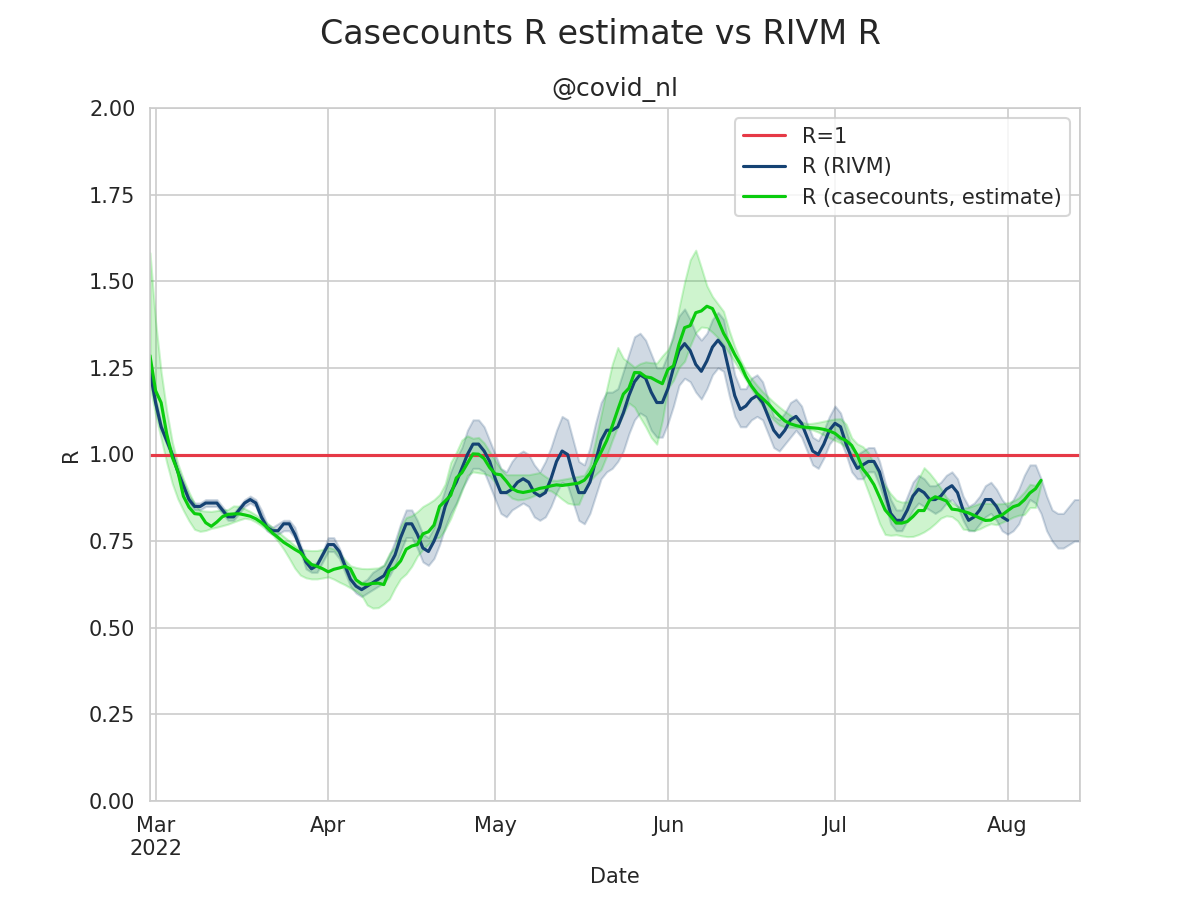 Casecounts R estimate vs RIVM R
@covid_nl
2.00
1.75
1.50
1.25
1.00
0.75
0.50
0.25
0.00
R
R=1
R (RIVM)
R (casecounts, estimate)
Mar Apr May Jun Jul Aug
2022
Date